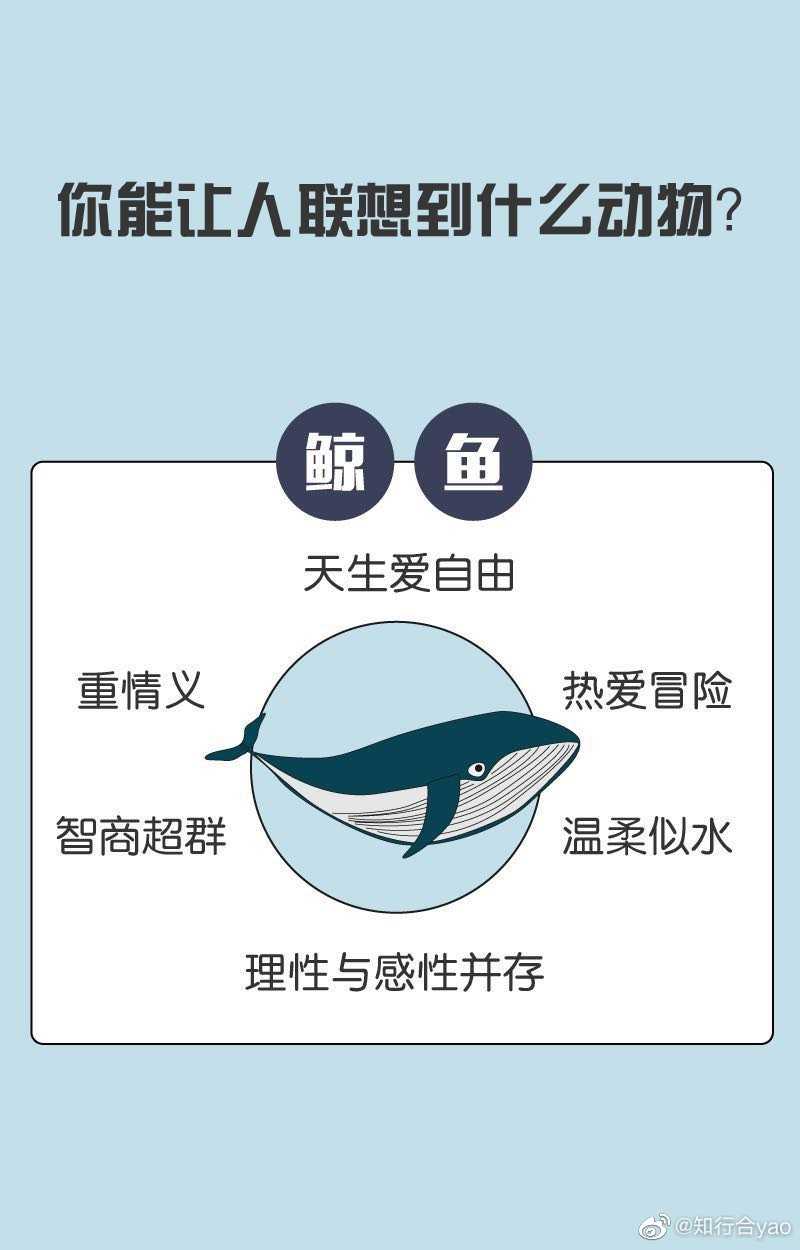 你能让人联想到什么动物?
鲸鱼
天生爱自由
重情义
热爱冒险
智商超群
温柔似水
理性与感性并存
@知行合yao